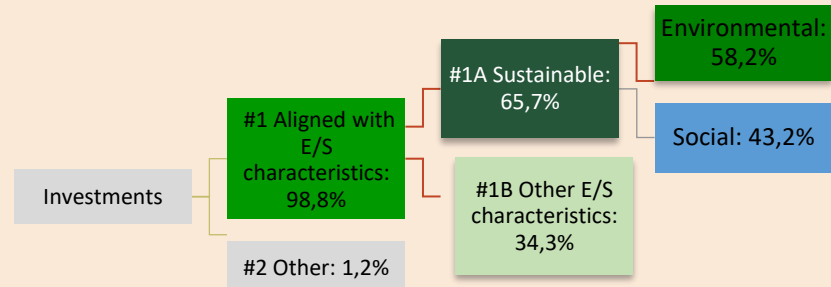 Investments
#1 Aligned with
E/S
characteristics:
98,8%
#2 Other: 1,2%
#1A Sustainable:
65,7%
#1B Other E/S
characteristics:
34,3%
Environmental:
58,2%
Social: 43,2%